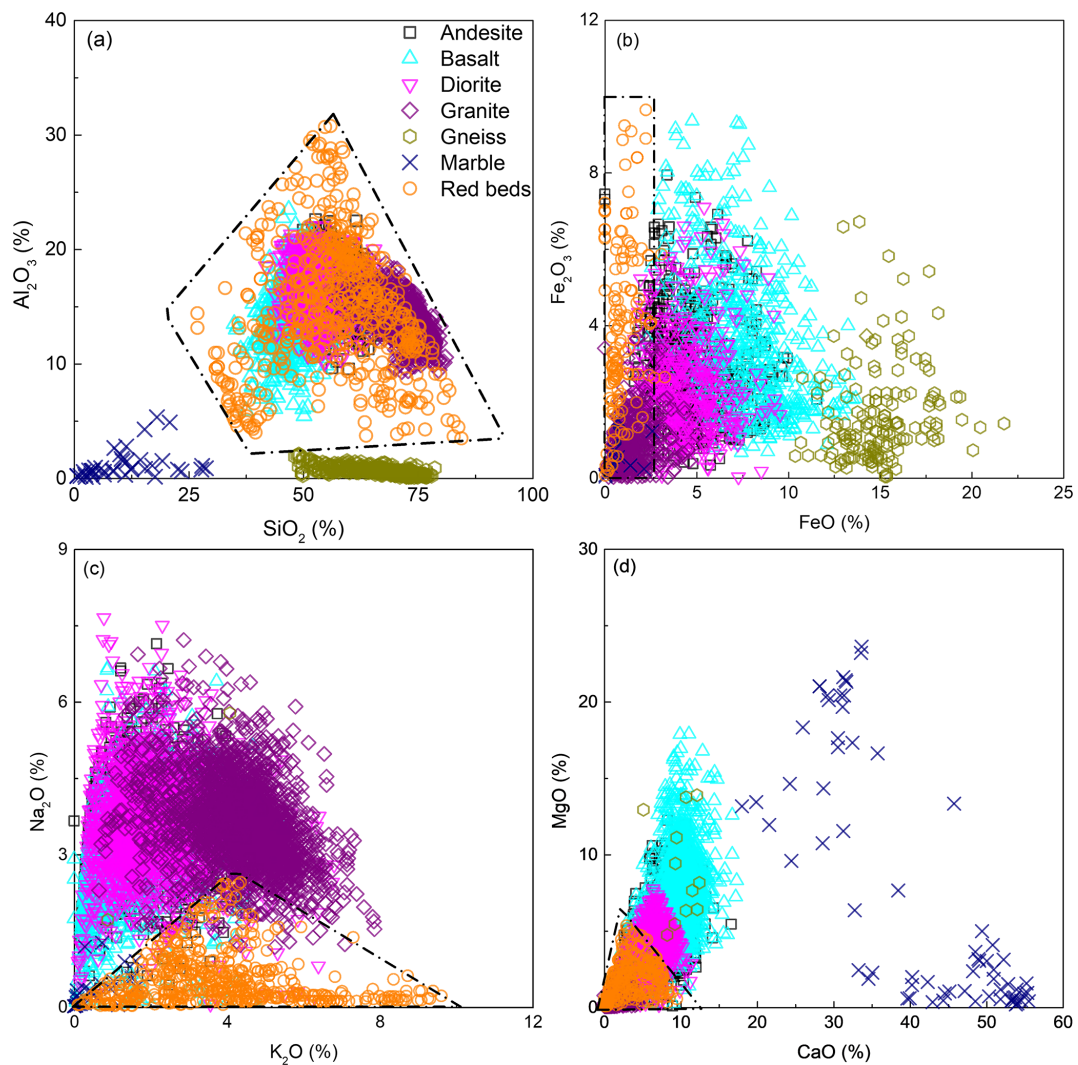 (a)
Andesite
Basalt
Diorite
Granite
Gneiss
Marble
Red beds
40
30
20
10
0
Al₂O₃ (%)
0 25 50 75 100
SiO₂ (%)
(b)
12
8
4
0
Fe₂O₃ (%)
0 5 10 15 20 25
FeO (%)
(c)
9
6
3
0
Na₂O (%)
0 4 8 12
K₂O (%)
(d)
30
20
10
0
MgO (%)
0 10 20 30 40 50 60
CaO (%)